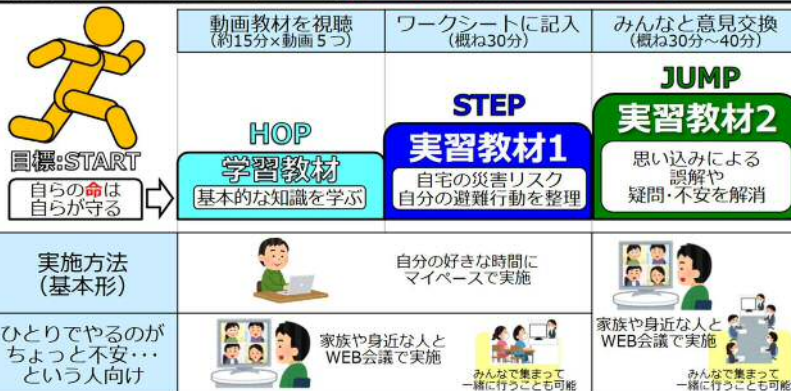 動画教材を視聴
(約15分×動画5つ)
ワークシートに記入
(概ね30分)
みんなと意見交換
(概ね30分～40分)
目標:START
自らの命は
自らが守る
HOP
学習教材
基本的な知識を学ぶ
STEP
実習教材1
自宅の災害リスク
自分の避難行動を整理
JUMP
実習教材2
思い込みによる
誤解や
疑問・不安を解消
実施方法
(基本形)
自分の好きな時間に
マイペースで実施
ひとりでやるのが
ちょっと不安･･･
という人向け
家族や身近な人と
WEB会議で実施
みんなで集まって
一緒に行うことも可能
家族や身近な人と
WEB会議で実施
みんなで集まって
一緒に行うことも可能